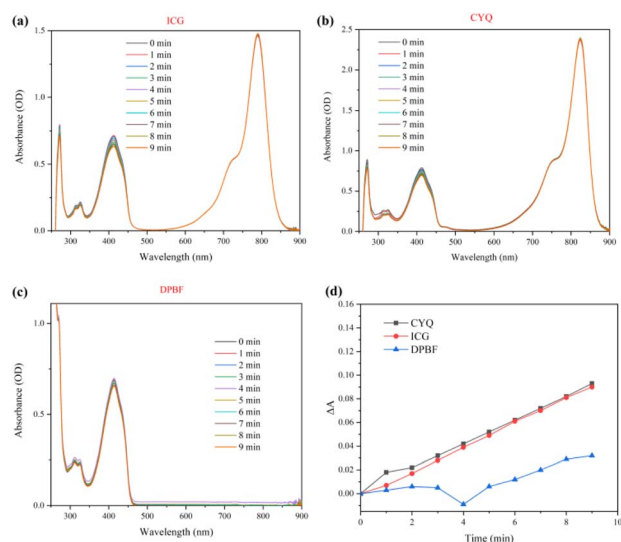 (a)
ICG
Absorbance (OD)
1.5
1.0
0.5
0.0
0 min
1 min
2 min
3 min
4 min
5 min
6 min
7 min
8 min
9 min
300 400 500 600 700 800 900
Wavelength (nm)
(b)
CYQ
Absorbance (OD)
2.5
2.0
1.5
1.0
0.5
0.0
0 min
1 min
2 min
3 min
4 min
5 min
6 min
7 min
8 min
9 min
300 400 500 600 700 800 900
Wavelength (nm)
(c)
DPBF
Absorbance (OD)
1.0
0.5
0.0
0 min
1 min
2 min
3 min
4 min
5 min
6 min
7 min
8 min
9 min
300 400 500 600 700 800 900
Wavelength (nm)
(d)
ΔA
0.16
0.14
0.12
0.10
0.08
0.06
0.04
0.02
0.00
CYQ
ICG
DPBF
0 2 4 6 8 10
Time (min)